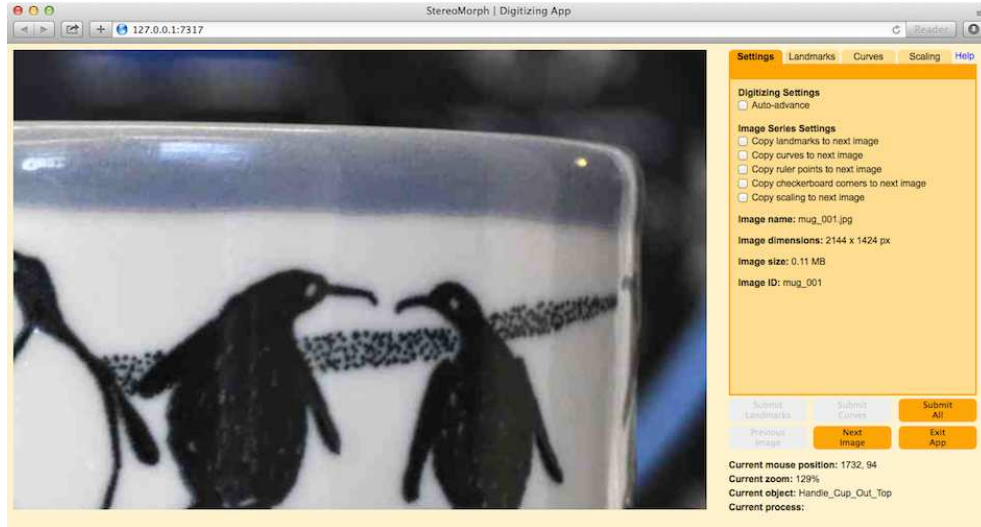 StereoMorph | Digitizing App
127.0.0.1:7317
Reader
Settings Landmarks Curves Scaling Help
Digitizing Settings
Auto-advance
Image Series Settings
Copy landmarks to next image
Copy curves to next image
Copy ruler points to next image
Copy checkerboard corners to next image
Copy scaling to next image
Image name: mug_001.jpg
Image dimensions: 2144 x 1424 px
Image size: 0.11 MB
Image ID: mug_001
Submit Landmarks
Submit Curves
Submit All
Previous Image
Next Image
Exit App
Current mouse position: 1732, 94
Current zoom: 129%
Current object: Handle_Cup_Out_Top
Current process: